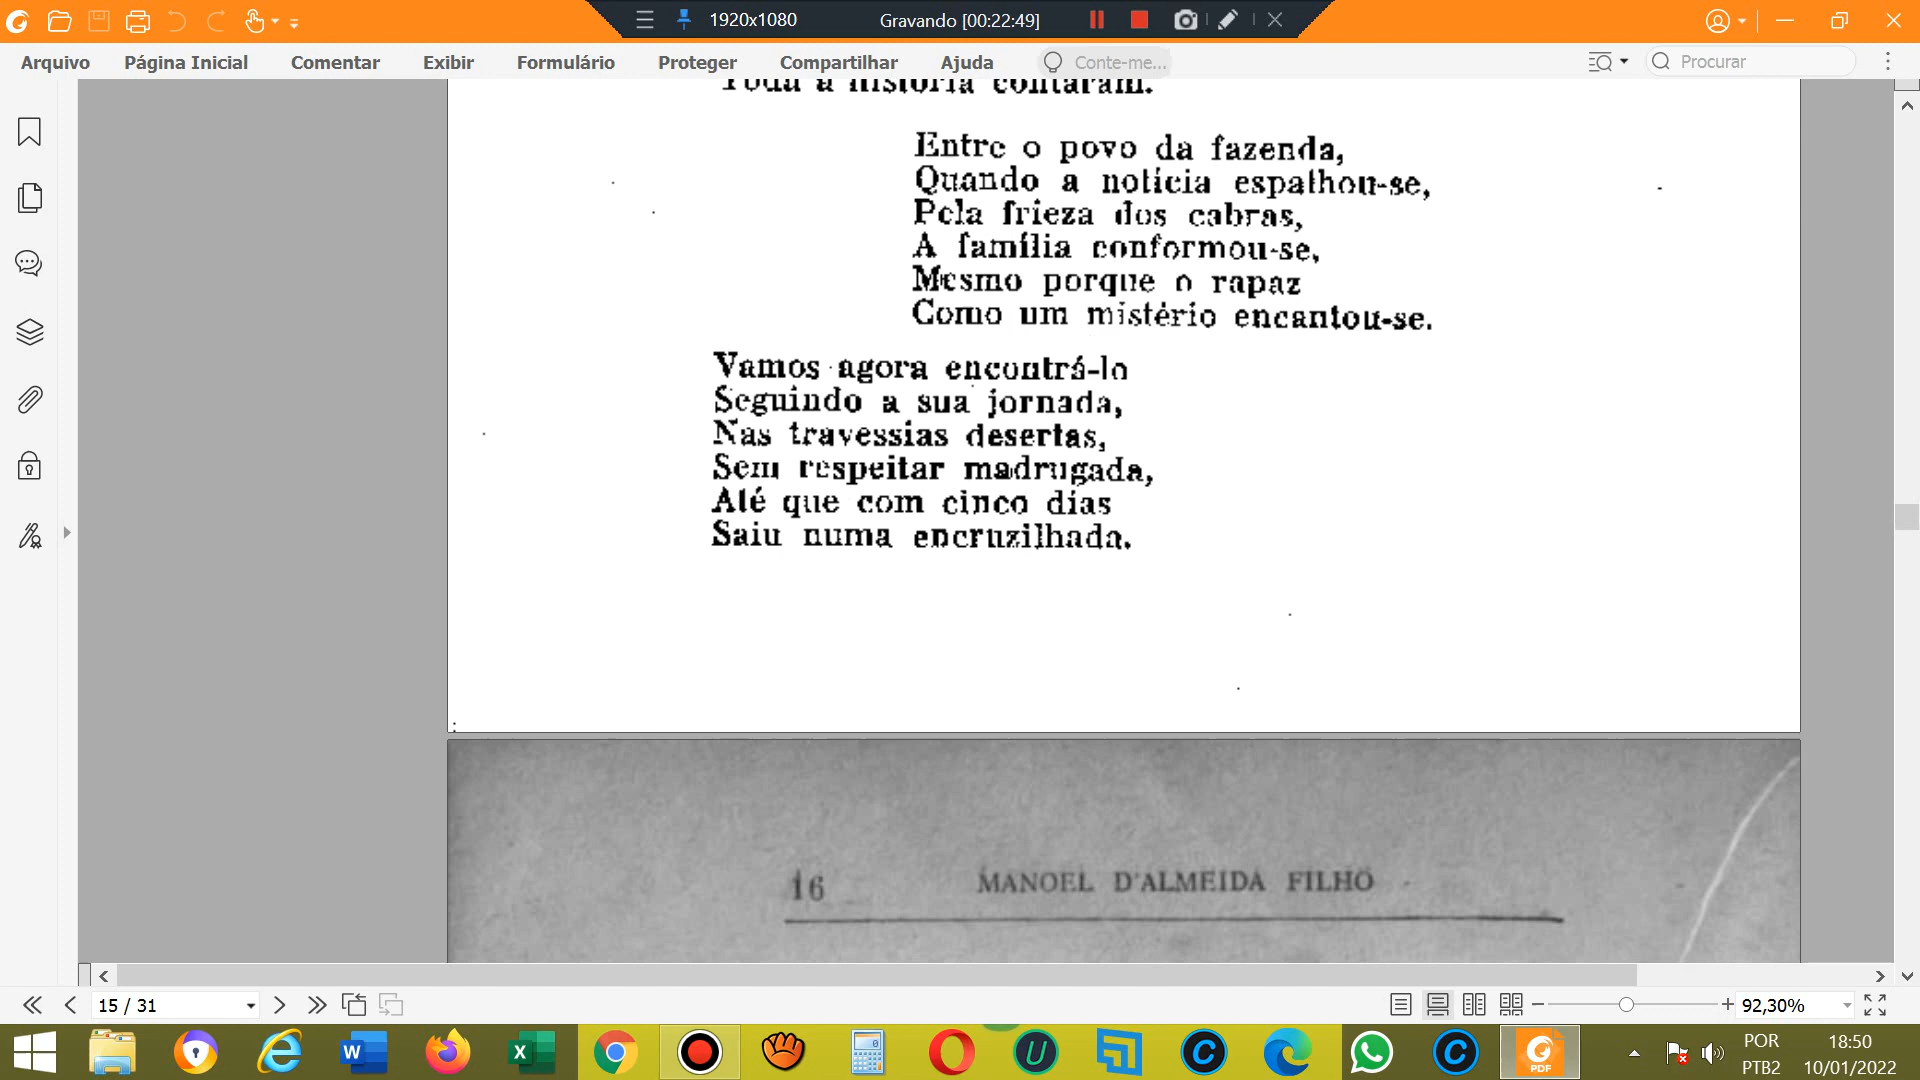 1920x1080
Gravando [00:22:49]
Arquivo
Página Inicial
Comentar
Exibir
Formulário
Proteger
Compartilhar
Ajuda
Conte-me...
Procurar
Toda a história contaram.
Entre o povo da fazenda,
Quando a notícia espalhou-se,
Pela frieza dos cabras,
A família conformou-se,
Mesmo porque o rapaz
Como um mistério encantou-se.
Vamos agora encontrá-lo
Seguindo a sua jornada,
Nas travessias desertas,
Sem respeitar madrugada,
Até que com cinco dias
Saiu numa encruzilhada.
16 MANOEL D'ALMEIDA FILHO
15 / 31
92,30%
POR
PTB2
18:50
10/01/2022
PDF